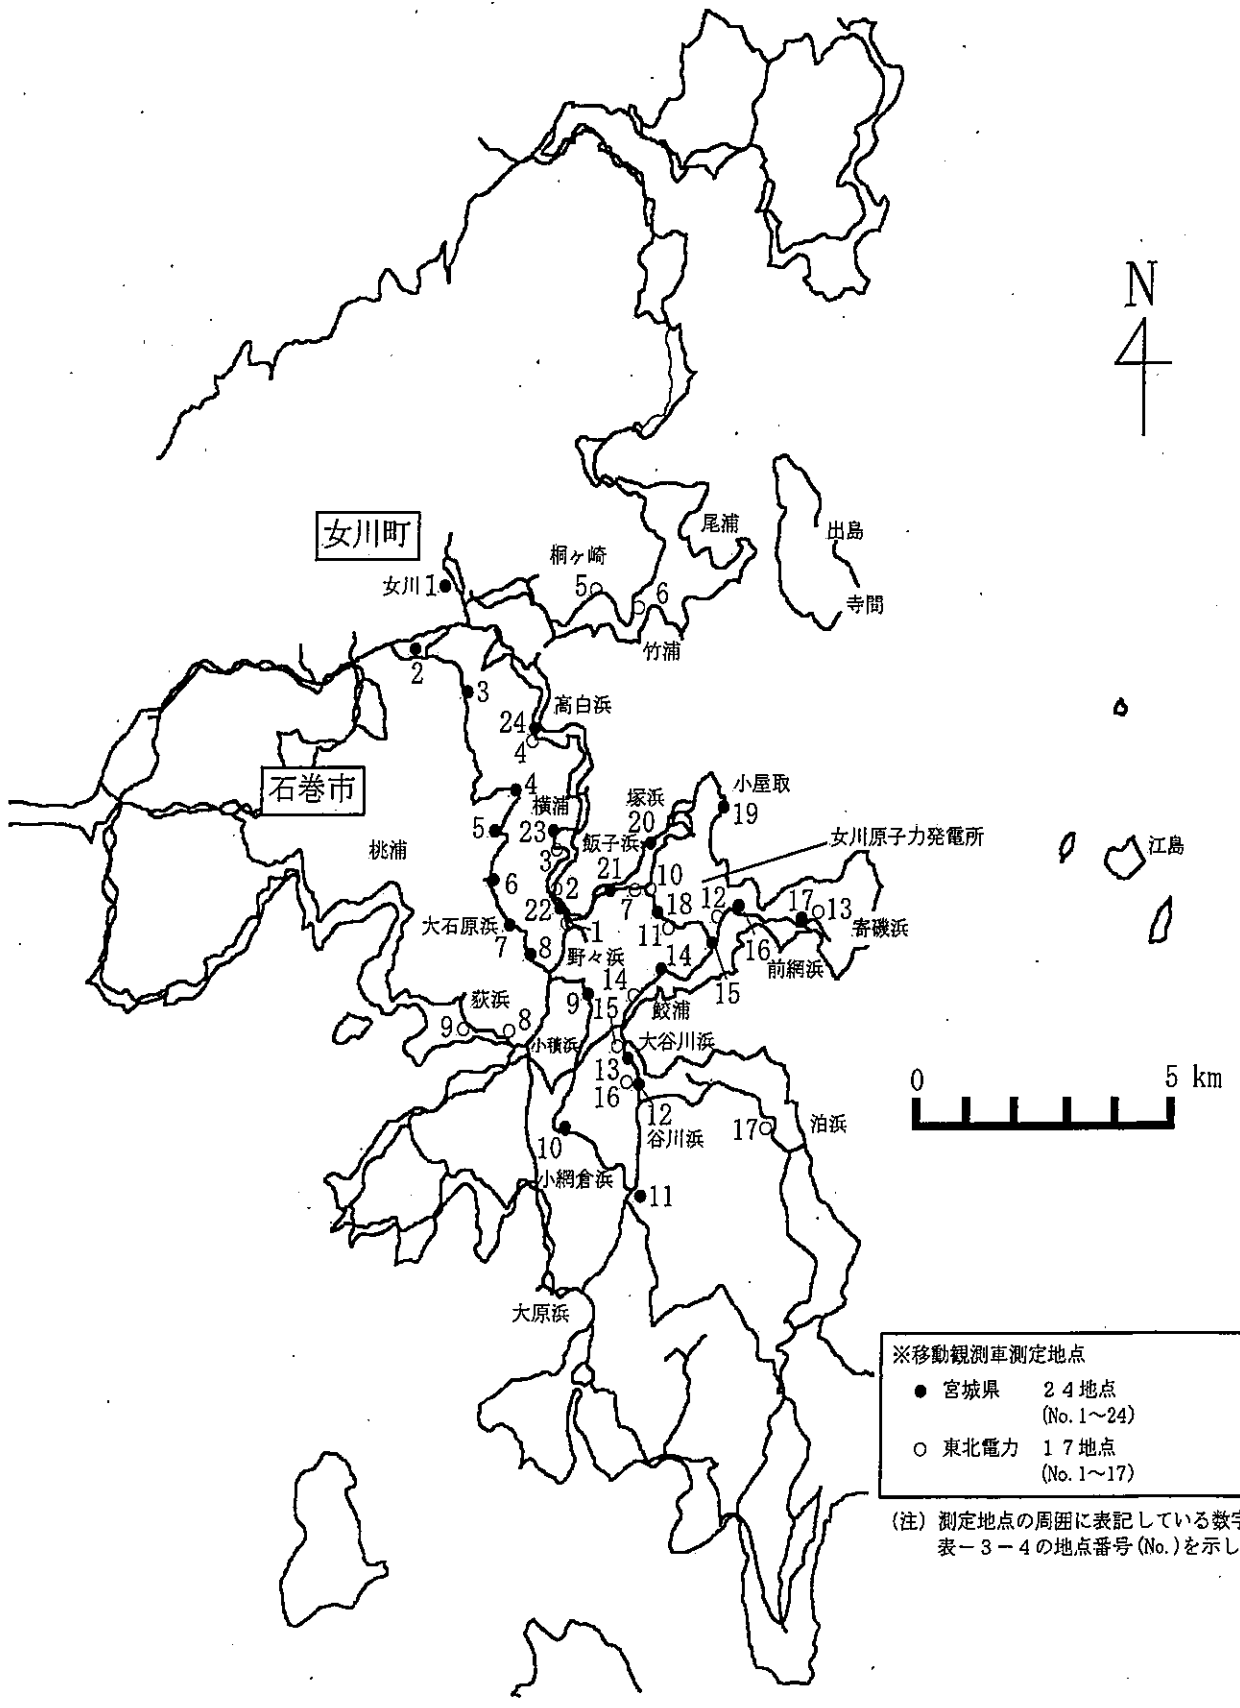 N
尾浦
出島
女川町
桐ヶ崎
女川 1
5
6
寺間
竹浦
2
3
高白浜
24
4
石巻市
4
横浦
塚浜
小屋取
19
5
23
20
女川原子力発電所
桃浦
3
飯子浜
江島
21
10
6
2
7
18
12
17
13
22
11
16
寄磯浜
大石原浜
1
7
8
野々浜
14
15
前網浜
9
14
鮫浦
荻浜
15
9
8
小積浜
大谷川浜
13
16
12
0
5 km
10
谷川浜
17
泊浜
小網倉浜
11
大原浜
※移動観測車測定地点
● 宮城県 24地点
(No.1～24)
○ 東北電力 17地点
(No.1～17)
(注) 測定地点の周囲に表記している数字
表－3－4の地点番号(No.)を示し